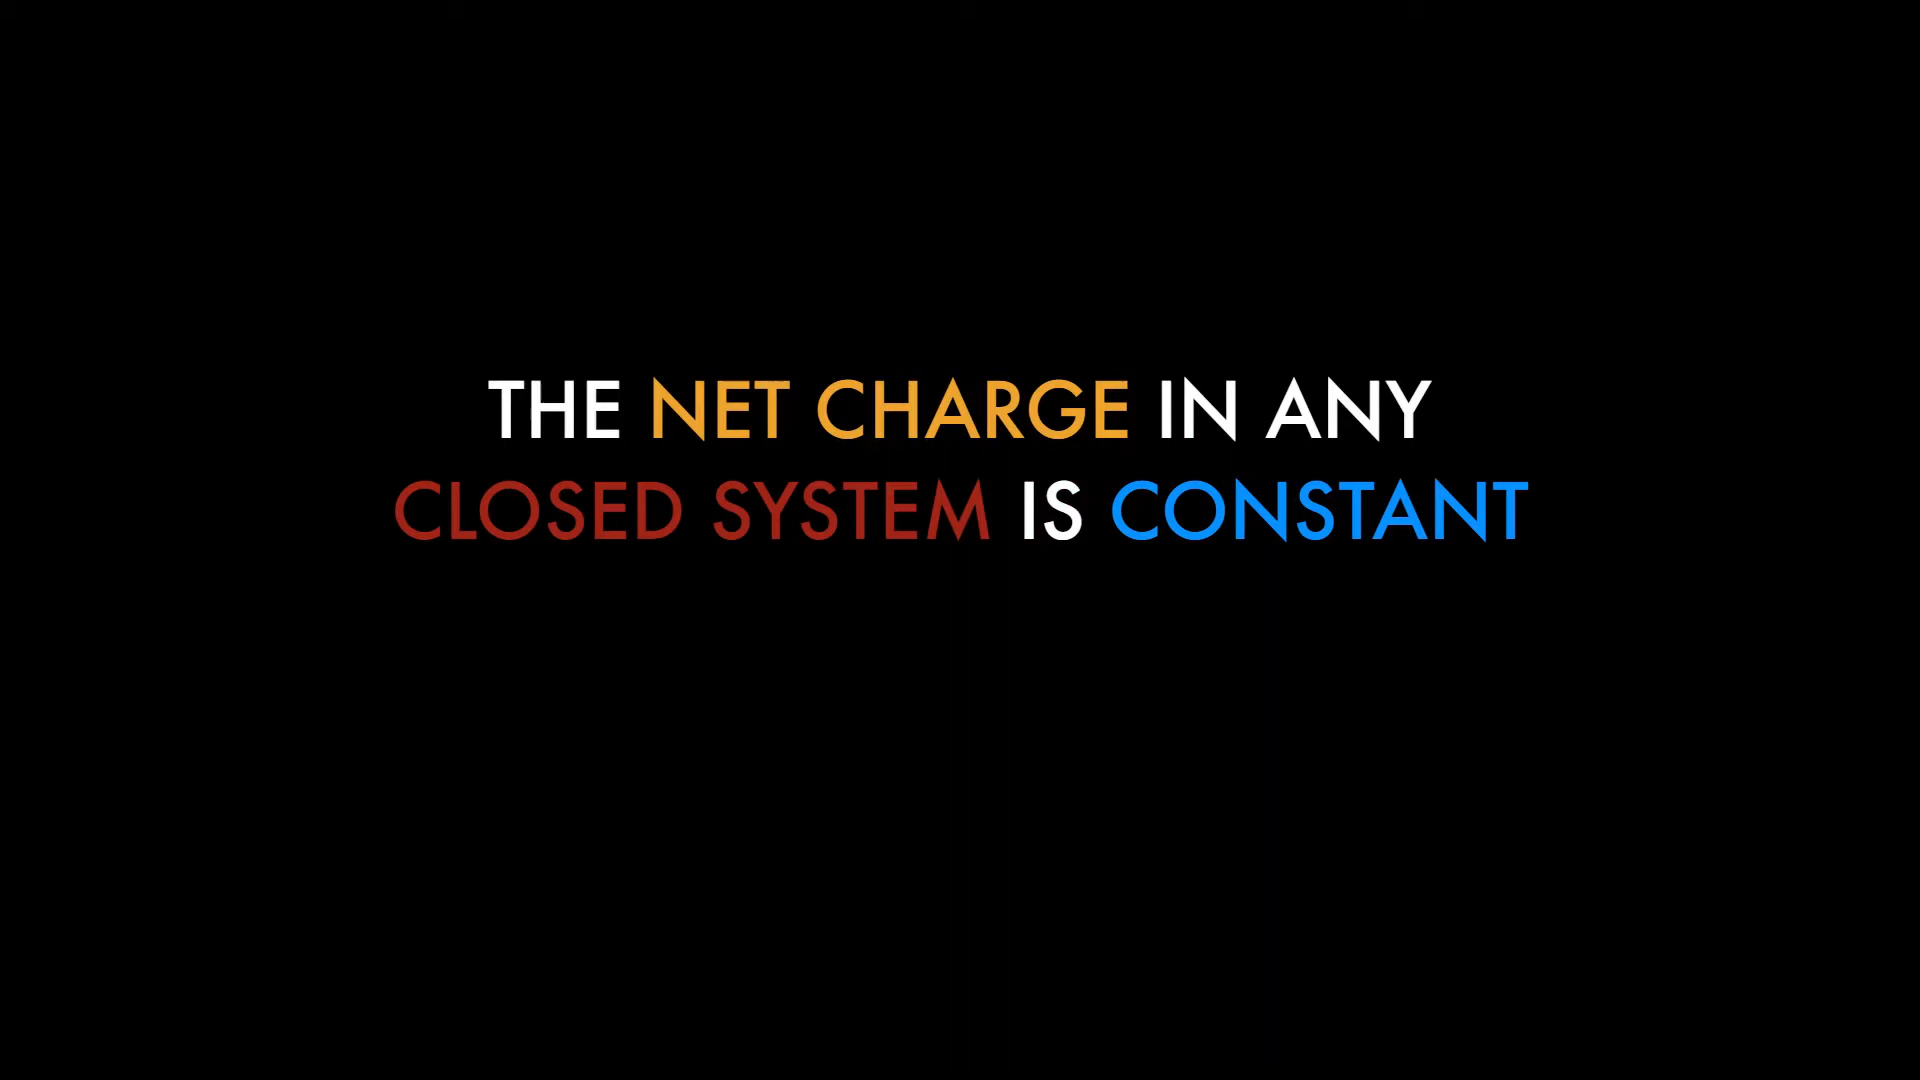 THE NET CHARGE IN ANY
CLOSED SYSTEM IS CONSTANT